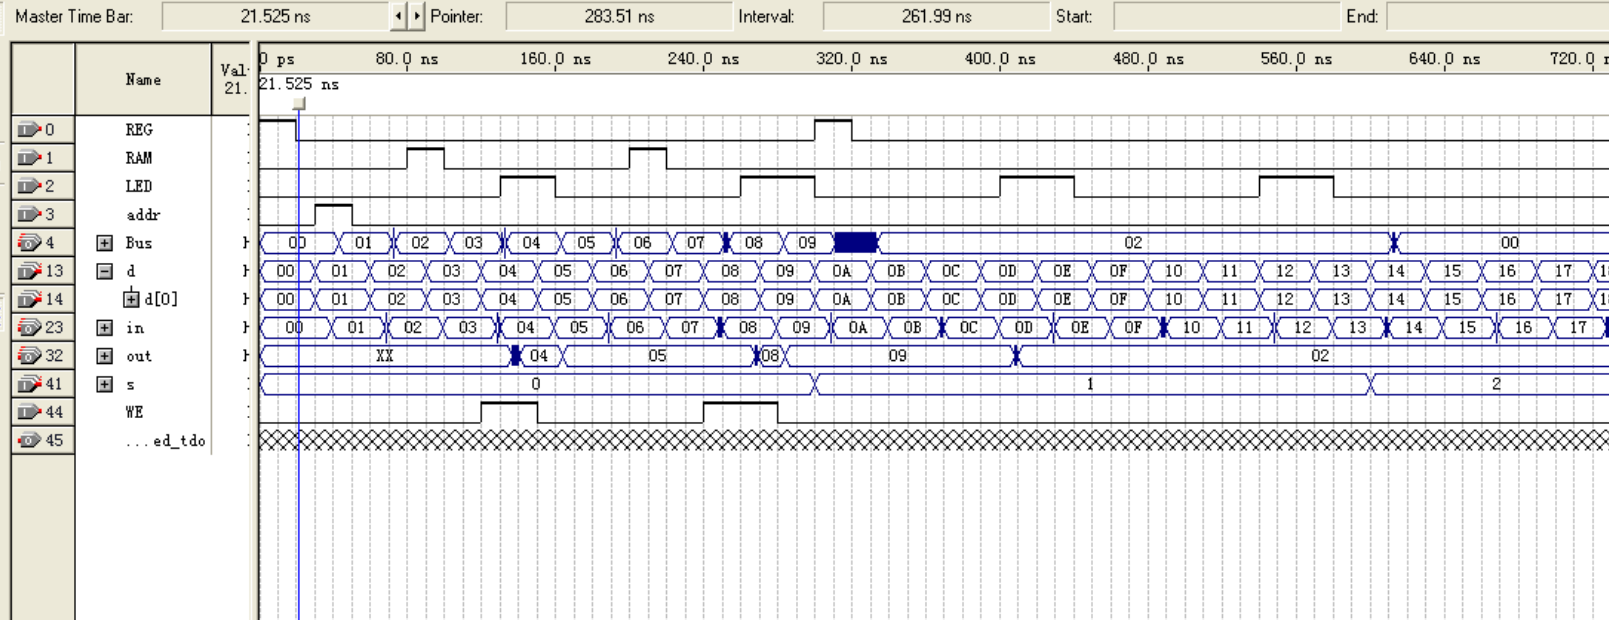 Master Time Bar: 21.525 ns Pointer: 283.51 ns Interval: 261.99 ns Start: End:
Name Val 21.
0 ps 80.0 ns 160.0 ns 240.0 ns 320.0 ns 400.0 ns 480.0 ns 560.0 ns 640.0 ns 720.0
21.525 ns
0 REG
1 RAM
2 LED
3 addr
4 Bus 00 01 02 03 04 05 06 07 08 09 02 00
13 d 00 01 02 03 04 05 06 07 08 09 0A 0B 0C 0D 0E 0F 10 11 12 13 14 15 16 17
14 d[0] 00 01 02 03 04 05 06 07 08 09 0A 0B 0C 0D 0E 0F 10 11 12 13 14 15 16 17
23 in 00 01 02 03 04 05 06 07 08 09 0A 0B 0C 0D 0E 0F 10 11 12 13 14 15 16 17
32 out XX 04 05 08 09 02
41 s 0 1 2
44 WE
45 ...ed_tdo